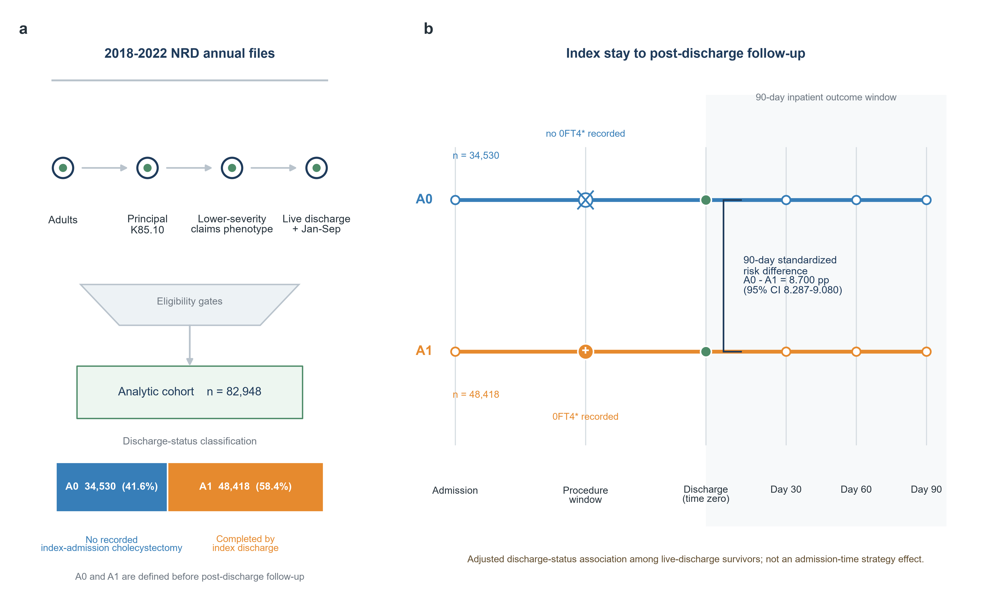 a
2018-2022 NRD annual files
Adults
Principal
K85.10
Lower-severity
claims phenotype
Live discharge
+ Jan-Sep
Eligibility gates
Analytic cohort n = 82,948
Discharge-status classification
A0 34,530 (41.6%)
A1 48,418 (58.4%)
No recorded
index-admission cholecystectomy
Completed by
index discharge
A0 and A1 are defined before post-discharge follow-up
b
Index stay to post-discharge follow-up
90-day inpatient outcome window
no 0FT4* recorded
n = 34,530
A0
90-day standardized
risk difference
A0 - A1 = 8.700 pp
(95% CI 8.287-9.080)
A1
+
n = 48,418
0FT4* recorded
Admission
Procedure
window
Discharge
(time zero)
Day 30
Day 60
Day 90
Adjusted discharge-status association among live-discharge survivors; not an admission-time strategy effect.